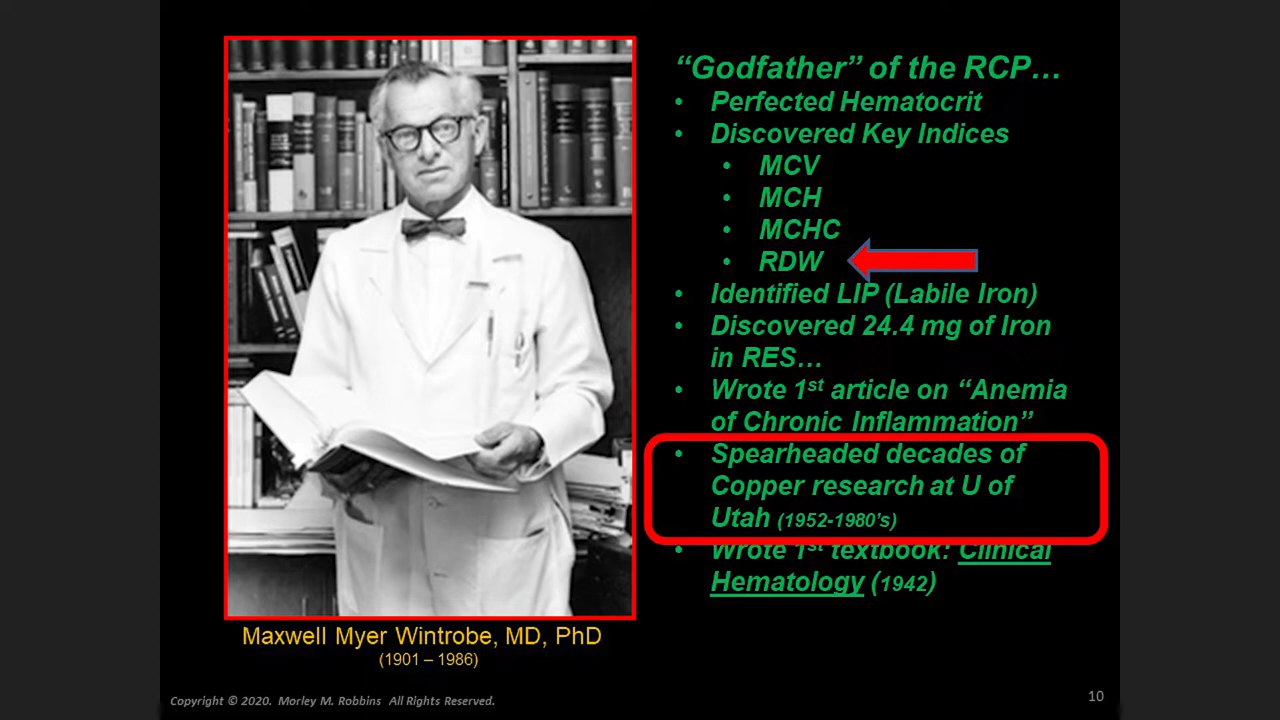 “Godfather” of the RCP…
• Perfected Hematocrit
• Discovered Key Indices
• MCV
• MCH
• MCHC
• RDW
• Identified LIP (Labile Iron)
• Discovered 24.4 mg of Iron
in RES…
• Wrote 1st article on “Anemia
of Chronic Inflammation”
• Spearheaded decades of
Copper research at U of
Utah (1952-1980’s)
• Wrote 1st textbook: Clinical
Hematology (1942)
Maxwell Myer Wintrobe, MD, PhD
(1901 – 1986)
Copyright © 2020. Morley M. Robbins All Rights Reserved.
10